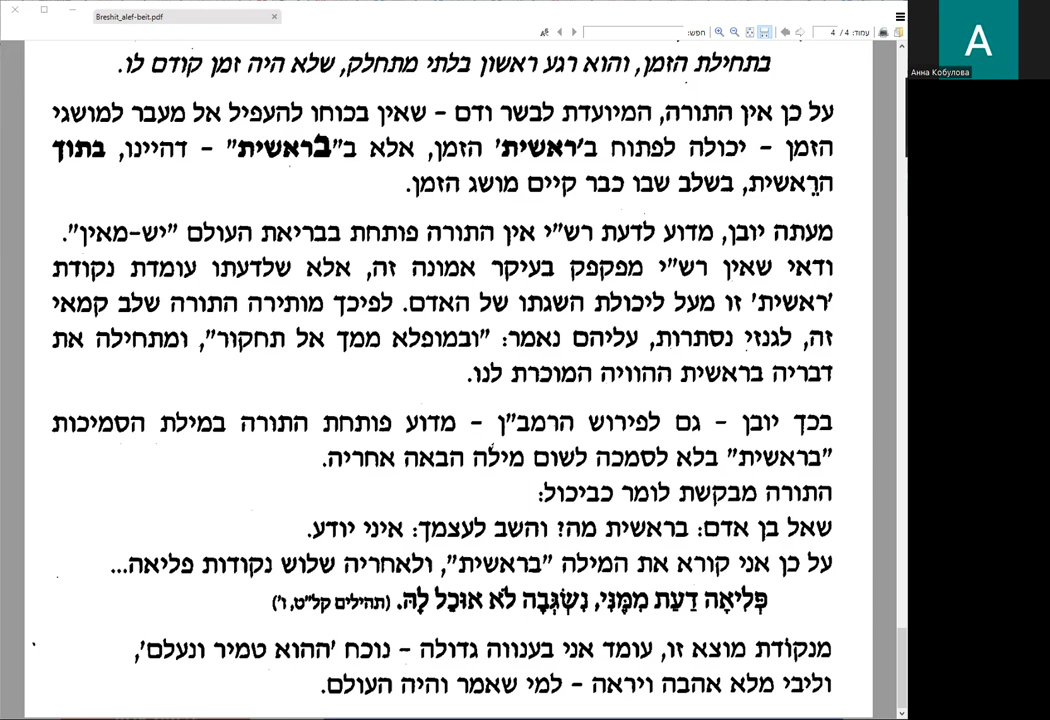 Breshit_alef-beit.pdf
עמוד: 4 / 4
חפש:
Анна Кобулова
A
בתחילת הזמן, והוא רגע ראשון בלתי מתחלק, שלא היה זמן קודם לו.
על כן אין התורה, המיועדת לבשר ודם – שאין בכוחו להעפיל אל מעבר למושגי
הזמן – יכולה לפתוח ב'ראשית' הזמן, אלא ב"בראשית" – דהיינו, בתוך
הרֵאשית, בשלב שבו כבר קיים מושג הזמן.
מעתה יובן, מדוע לדעת רש"י אין התורה פותחת בבריאת העולם "יש-מאין".
ודאי שאין רש"י מפקפק בעיקר אמונה זה, אלא שלדעתו עומדת נקודת
'ראשית' זו מעל ליכולת השגתו של האדם. לפיכך מותירה התורה שלב קמאי
זה, לגנזי נסתרות, עליהם נאמר: "ובמופלא ממך אל תחקור", ומתחילה את
דבריה בראשית ההוויה המוכרת לנו.
בכך יובן – גם לפירוש הרמב"ן – מדוע פותחת התורה במילת הסמיכות
"בראשית" בלא לסמכה לשום מילה הבאה אחריה.
התורה מבקשת לומר כביכול:
שאל בן אדם: בראשית מה? והשב לעצמך: איני יודע.
על כן אני קורא את המילה "בראשית", ולאחריה שלוש נקודות פליאה...
פְּלִיאָה דַעַת מִמֶּנִּי, נִשְׂגְּבָה לֹא אוּכַל לָהּ. (תהילים קל"ט, ו')
מנקודת מוצא זו, עומד אני בענווה גדולה – נוכח 'ההוא טמיר ונעלם',
וליבי מלא אהבה ויראה – למי שאמר והיה העולם.